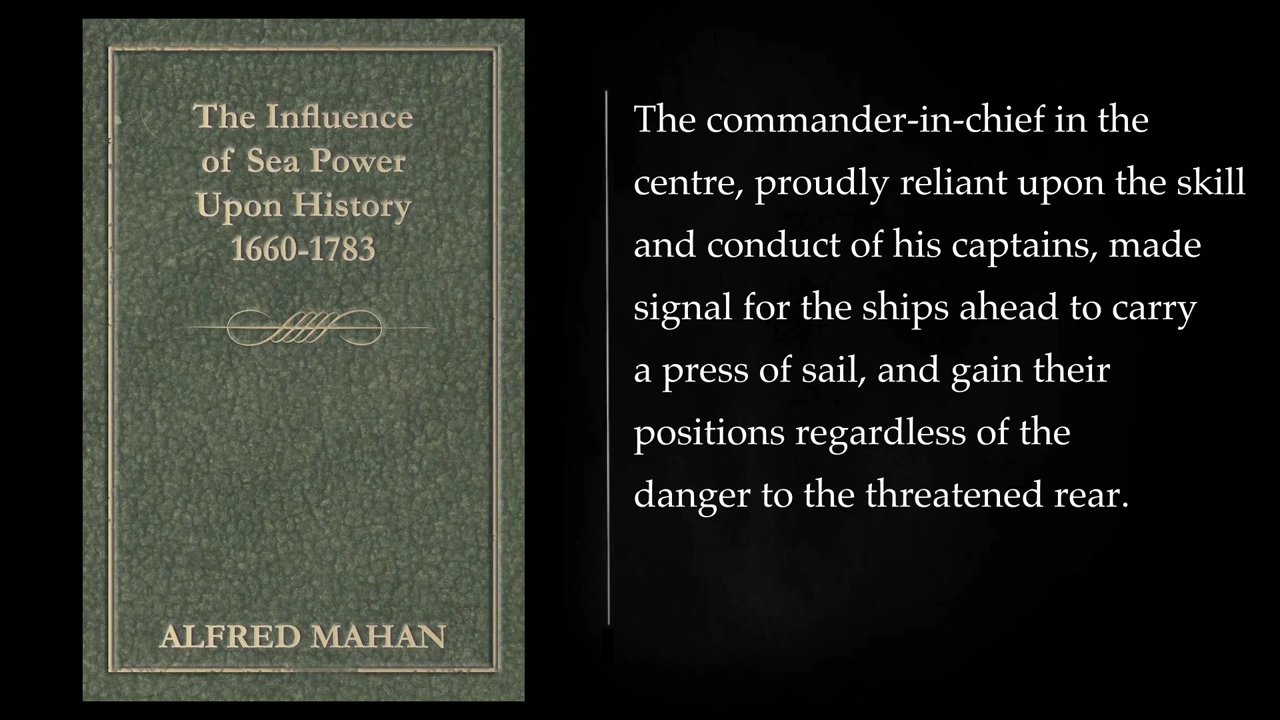 The Influence
of Sea Power
Upon History
1660-1783
ALFRED MAHAN
The commander-in-chief in the
centre, proudly reliant upon the skill
and conduct of his captains, made
signal for the ships ahead to carry
a press of sail, and gain their
positions regardless of the
danger to the threatened rear.